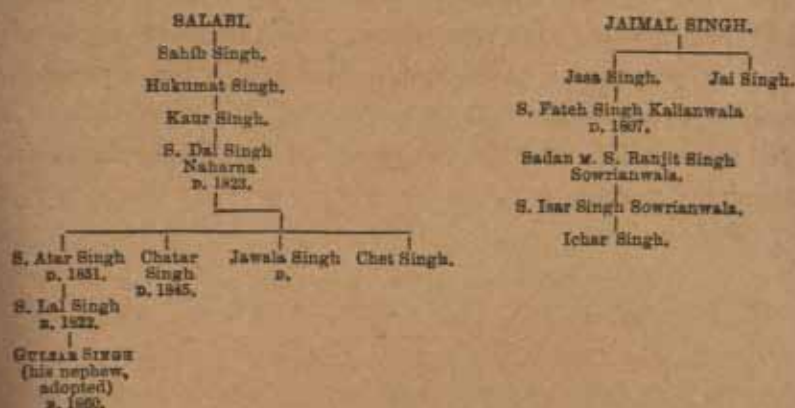 SALABI.
Sahib Singh.
Hukumat Singh.
Kaur Singh.
S. Dal Singh
Naharna
D. 1823.
S. Atar Singh
D. 1851.
Chatar
Singh
D. 1845.
Jawala Singh
D.
Chet Singh.
S. Lal Singh
B. 1822.
GULZAR SINGH
(his nephew,
adopted)
B. 1860.
JAIMAL SINGH.
Jasa Singh.
Jai Singh.
S. Fateh Singh Kalianwala
D. 1807.
Sadan w. S. Ranjit Singh
Sowrianwala.
S. Isar Singh Sowrianwala.
Ichar Singh.